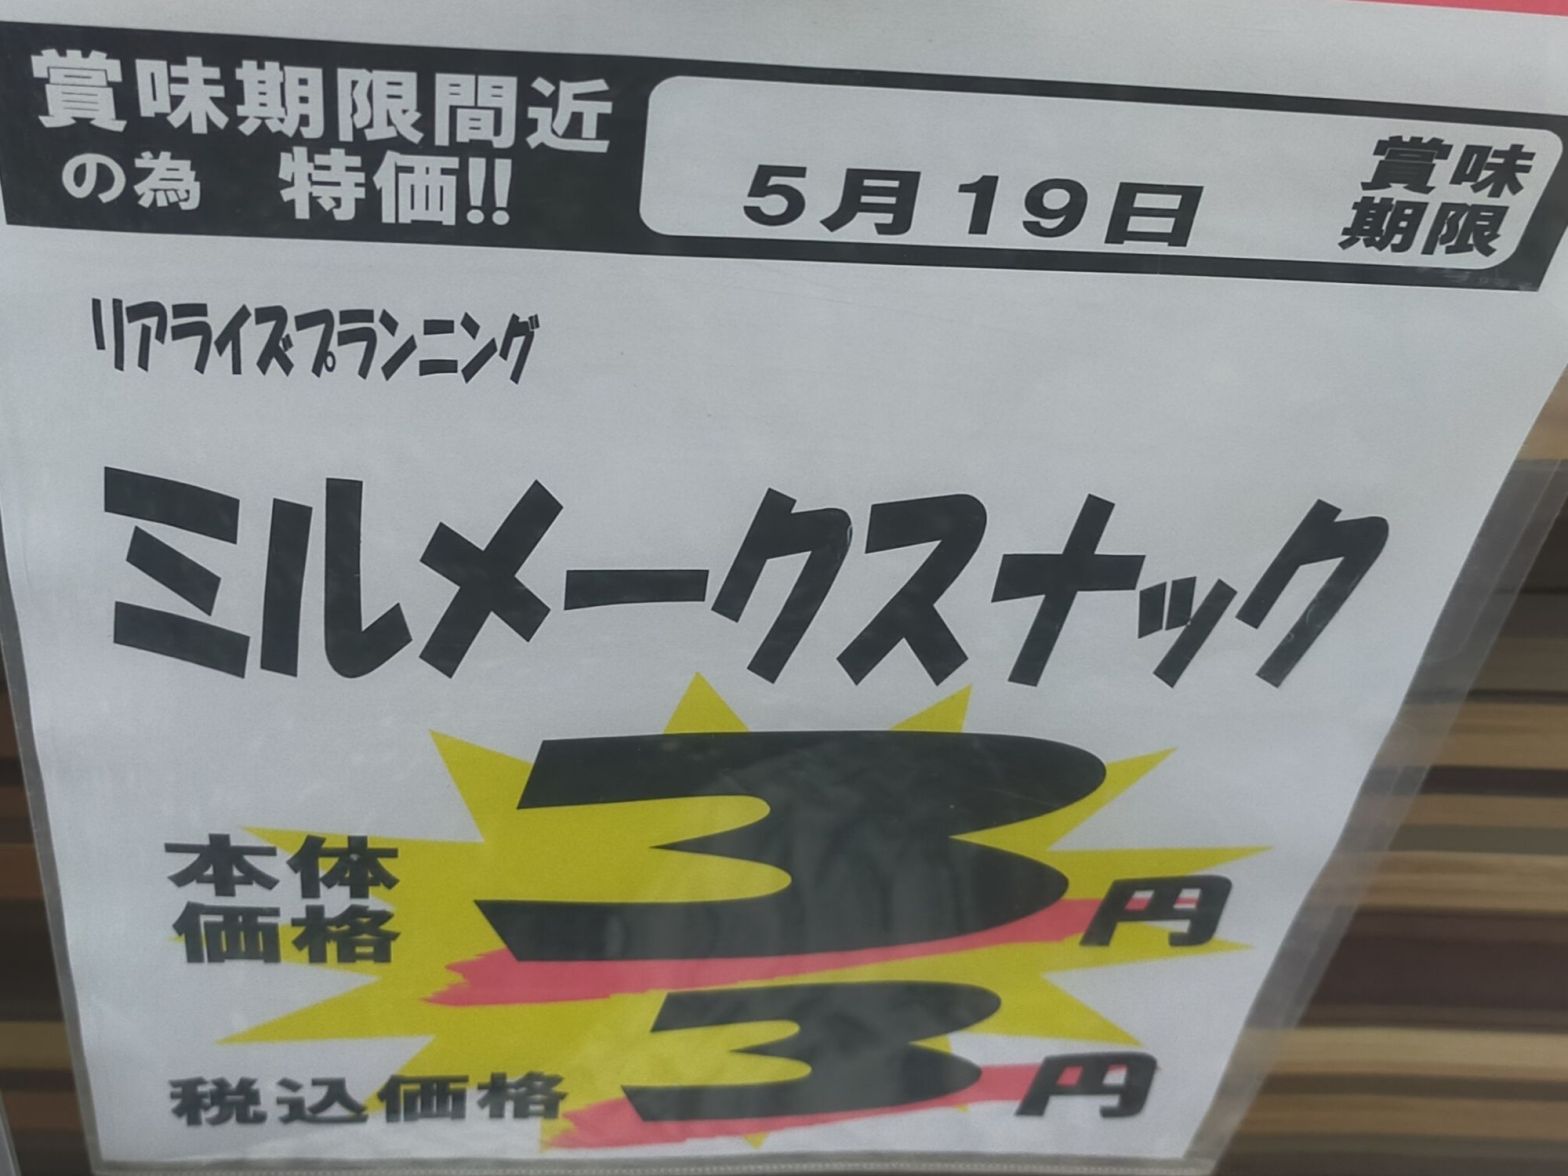 賞味期限間近
の為 特価!!
5月19日
賞味
期限
リアライズプランニング
ミルメークスナック
本体
価格
3円
税込価格 3円